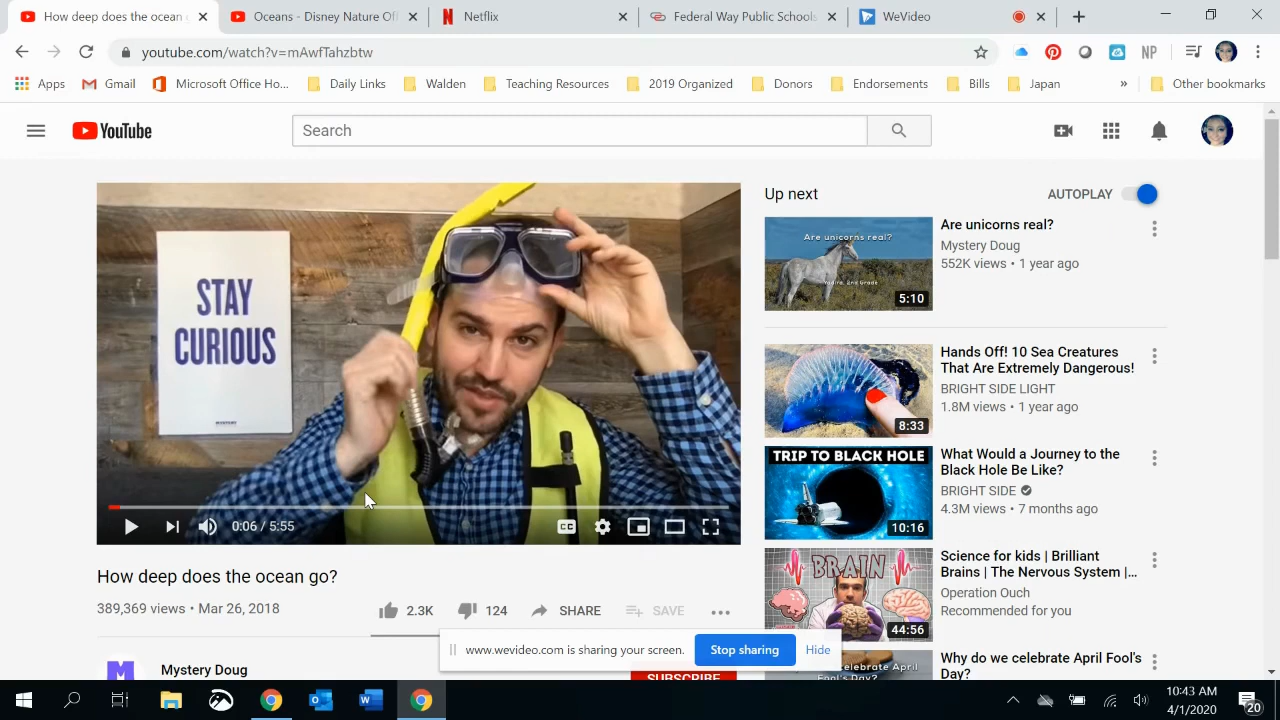 How deep does the ocean
Oceans - Disney Nature Off
Netflix
Federal Way Public Schools
WeVideo
youtube.com/watch?v=mAwfTahzbtw
NP
Apps
Gmail
Microsoft Office Ho...
Daily Links
Walden
Teaching Resources
2019 Organized
Donors
Endorsements
Bills
Japan
»
Other bookmarks
YouTube
Search
STAY
CURIOUS
0:06 / 5:55
CC
How deep does the ocean go?
389,369 views • Mar 26, 2018
2.3K
124
SHARE
SAVE
Mystery Doug
SUBSCRIBE
Up next
AUTOPLAY
Are unicorns real?
5:10
Are unicorns real?
Mystery Doug
552K views • 1 year ago
8:33
Hands Off! 10 Sea Creatures
That Are Extremely Dangerous!
BRIGHT SIDE LIGHT
1.8M views • 1 year ago
TRIP TO BLACK HOLE
10:16
What Would a Journey to the
Black Hole Be Like?
BRIGHT SIDE
4.3M views • 7 months ago
BRAIN
44:56
Science for kids | Brilliant
Brains | The Nervous System |...
Operation Ouch
Recommended for you
celebrate April
Fool's
Why do we celebrate April Fool's
Day?
www.wevideo.com is sharing your screen.
Stop sharing
Hide
10:43 AM
4/1/2020
20